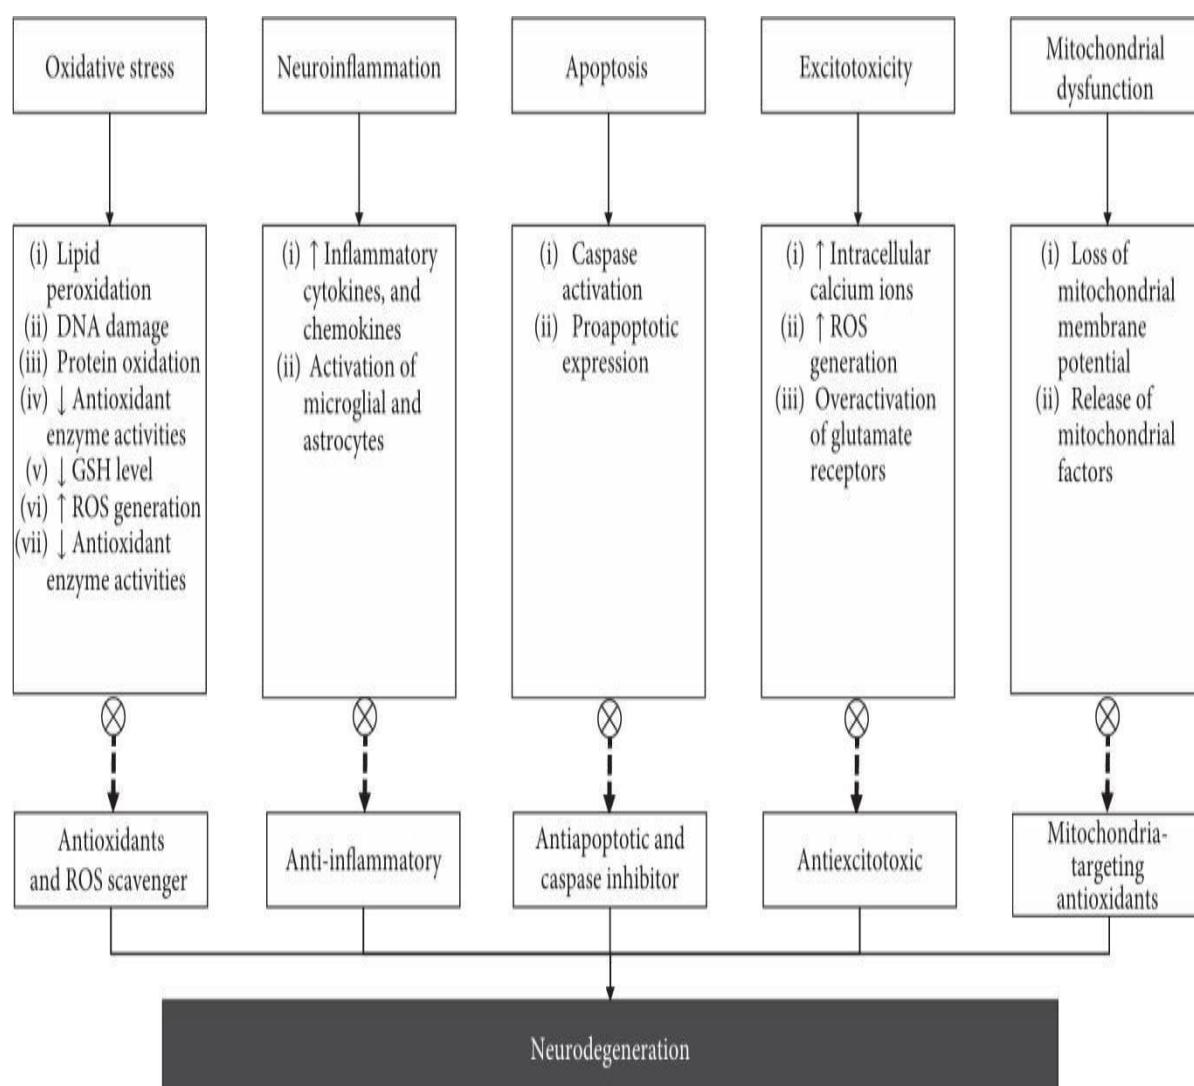 Oxidative stress
Neuroinflammation
Apoptosis
Excitotoxicity
Mitochondrial
dysfunction
(i) Lipid
peroxidation
(ii) DNA damage
(iii) Protein oxidation
(iv) ↓ Antioxidant
enzyme activities
(v) ↓ GSH level
(vi) ↑ ROS generation
(vii) ↓ Antioxidant
enzyme activities
(i) ↑ Inflammatory
cytokines, and
chemokines
(ii) Activation of
microglial and
astrocytes
(i) Caspase
activation
(ii) Proapoptotic
expression
(i) ↑ Intracellular
calcium ions
(ii) ↑ ROS
generation
(iii) Overactivation
of glutamate
receptors
(i) Loss of
mitochondrial
membrane
potential
(ii) Release of
mitochondrial
factors
Antioxidants
and ROS scavenger
Anti-inflammatory
Antiapoptotic and
caspase inhibitor
Antiexcitotoxic
Mitochondria-
targeting
antioxidants
Neurodegeneration